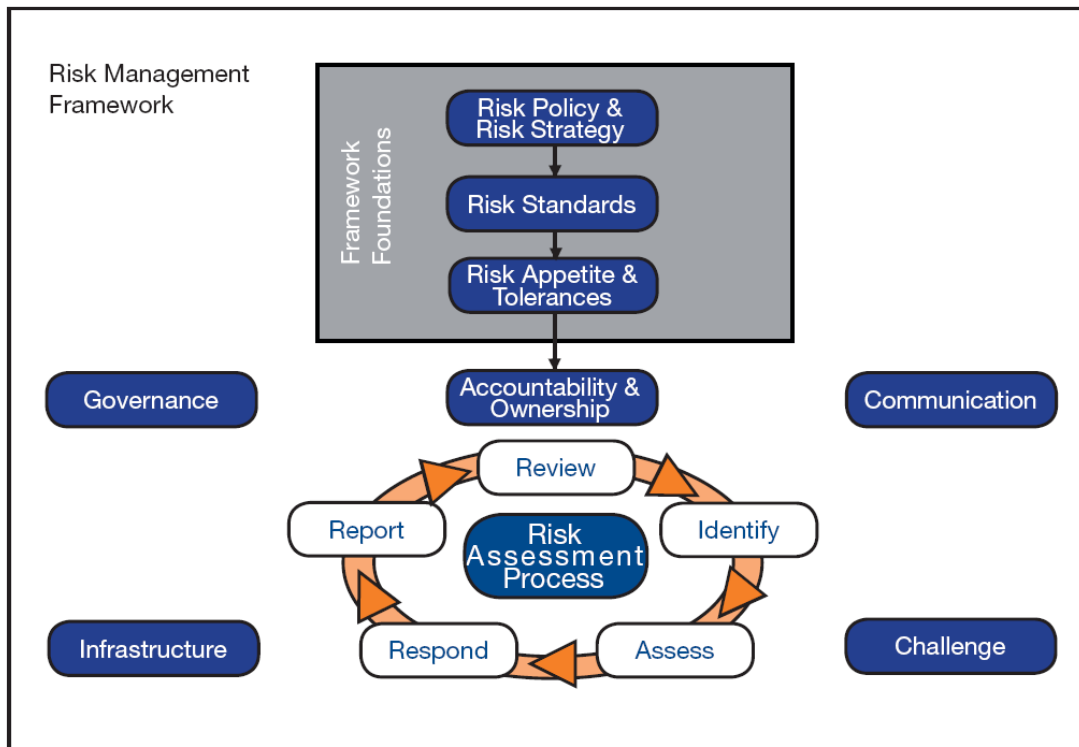 Risk Management
Framework
Framework
Foundations
Risk Policy &
Risk Strategy
Risk Standards
Risk Appetite &
Tolerances
Governance
Accountability &
Ownership
Communication
Review
Report
Identify
Risk
Assessment
Process
Respond
Assess
Infrastructure
Challenge